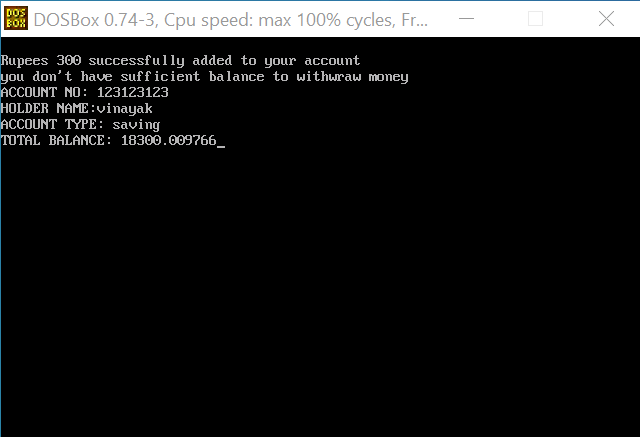 DOS
BOX
DOSBox 0.74-3, Cpu speed: max 100% cycles, Fr...
Rupees 300 successfully added to your account
you don't have sufficient balance to withwraw money
ACCOUNT NO: 123123123
HOLDER NAME:vinayak
ACCOUNT TYPE: saving
TOTAL BALANCE: 18300.009766_